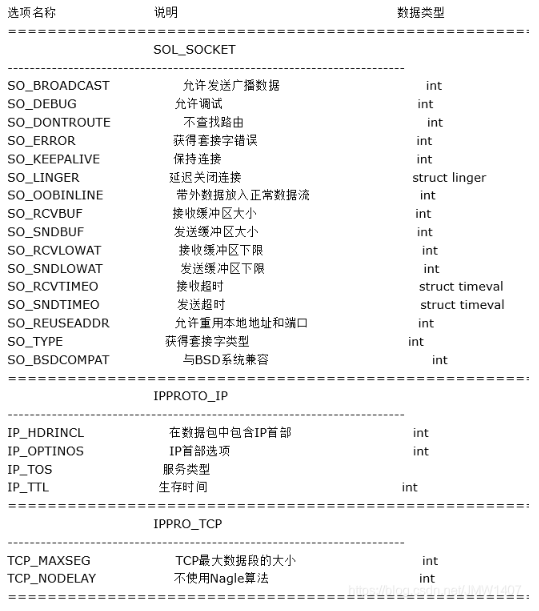 选项名称 说明 数据类型
========================================================================
SOL_SOCKET
------------------------------------------------------------------------
SO_BROADCAST 允许发送广播数据 int
SO_DEBUG 允许调试 int
SO_DONTROUTE 不查找路由 int
SO_ERROR 获得套接字错误 int
SO_KEEPALIVE 保持连接 int
SO_LINGER 延迟关闭连接 struct linger
SO_OOBINLINE 带外数据放入正常数据流 int
SO_RCVBUF 接收缓冲区大小 int
SO_SNDBUF 发送缓冲区大小 int
SO_RCVLOWAT 接收缓冲区下限 int
SO_SNDLOWAT 发送缓冲区下限 int
SO_RCVTIMEO 接收超时 struct timeval
SO_SNDTIMEO 发送超时 struct timeval
SO_REUSEADDR 允许重用本地地址和端口 int
SO_TYPE 获得套接字类型 int
SO_BSDCOMPAT 与BSD系统兼容 int
========================================================================
IPPROTO_IP
------------------------------------------------------------------------
IP_HDRINCL 在数据包中包含IP首部 int
IP_OPTINOS IP首部选项 int
IP_TOS 服务类型
IP_TTL 生存时间 int
========================================================================
IPPRO_TCP
------------------------------------------------------------------------
TCP_MAXSEG TCP最大数据段的大小 int
TCP_NODELAY 不使用Nagle算法 int
========================================================================